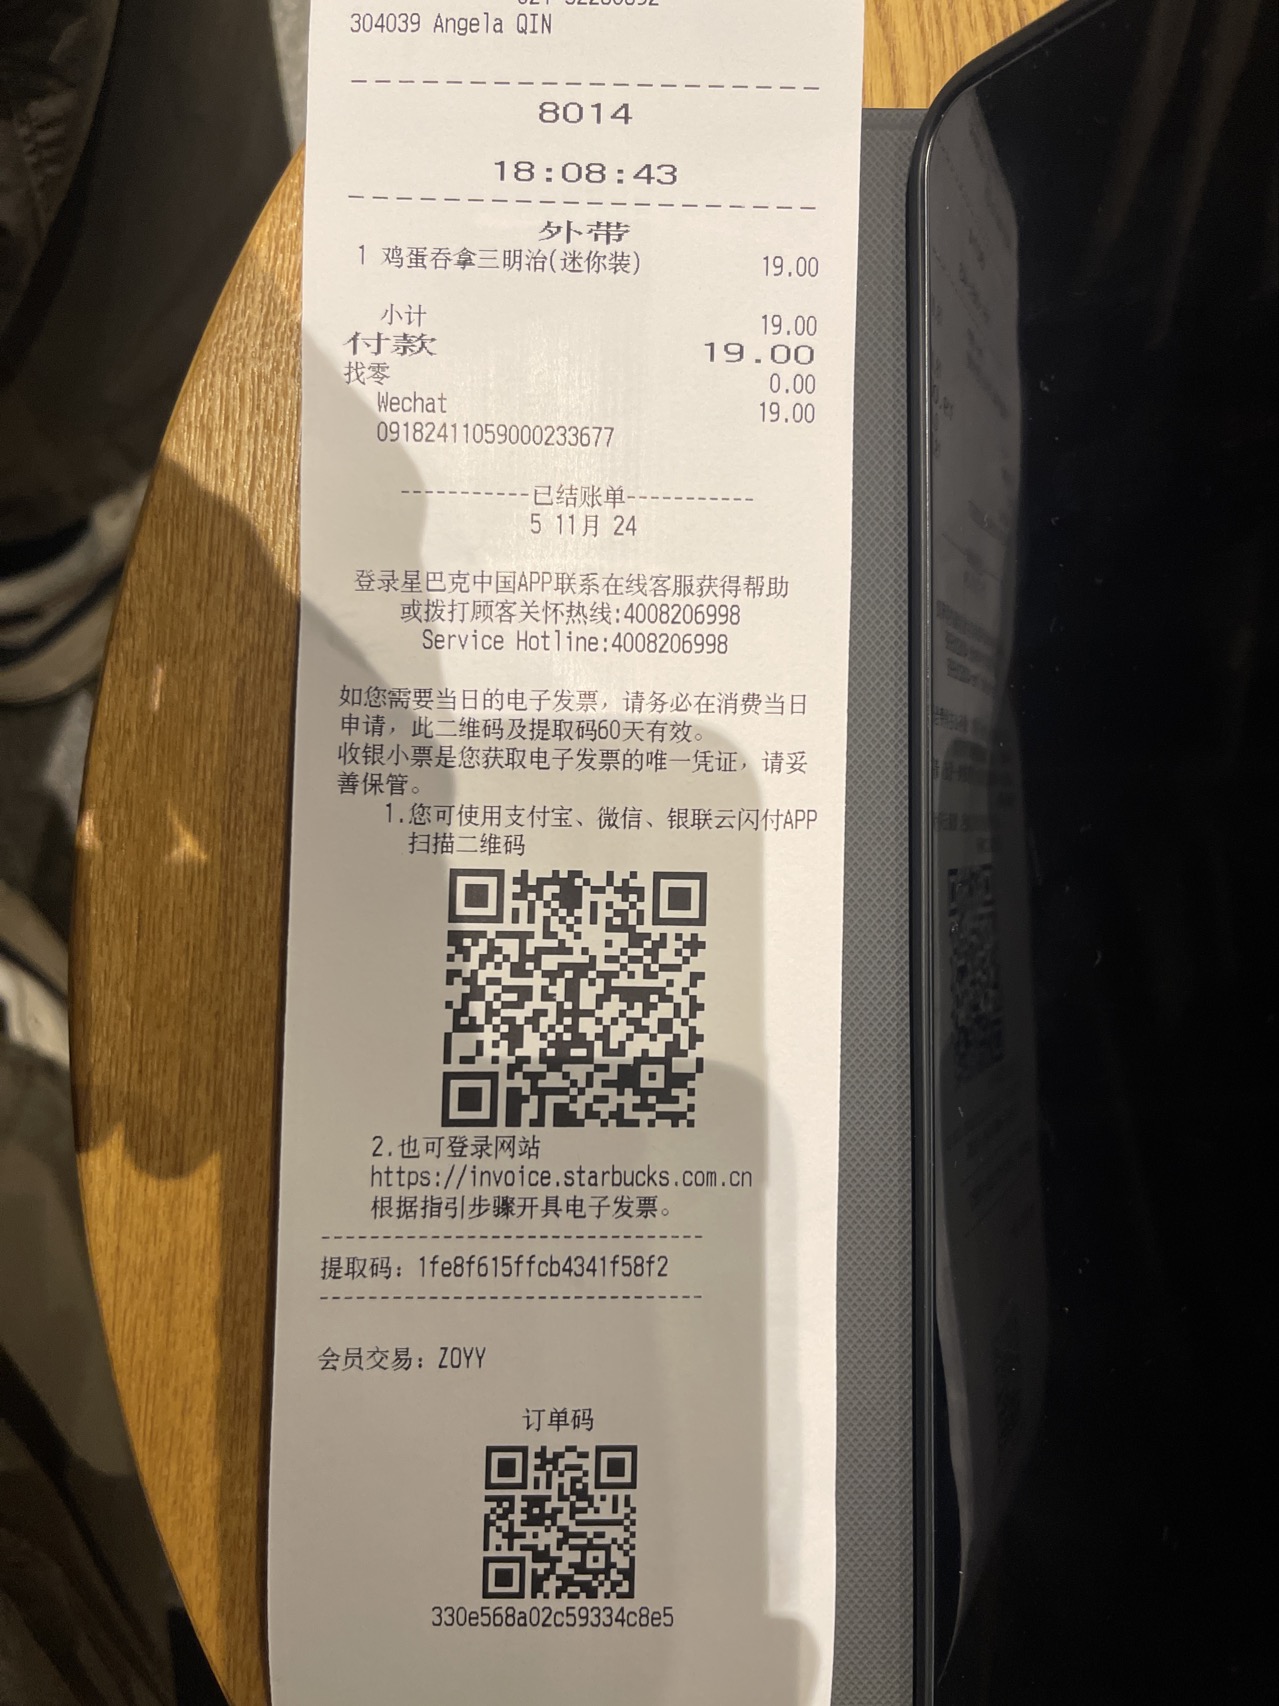 304039 Angela QIN
8014
18:08:43
外带
1 鸡蛋吞拿三明治(迷你装) 19.00
小计 19.00
付款 19.00
找零 0.00
Wechat 19.00
09182411059000233677
-----------已结账单-----------
5 11月 24
登录星巴克中国APP联系在线客服获得帮助
或拨打顾客关怀热线:4008206998
Service Hotline:4008206998
如您需要当日的电子发票，请务必在消费当日
申请，此二维码及提取码60天有效。
收银小票是您获取电子发票的唯一凭证，请妥
善保管。
1.您可使用支付宝、微信、银联云闪付APP
扫描二维码
2.也可登录网站
https://invoice.starbucks.com.cn
根据指引步骤开具电子发票。
提取码：1fe8f615ffcb4341f58f2
会员交易：ZOYY
订单码
330e568a02c59334c8e5